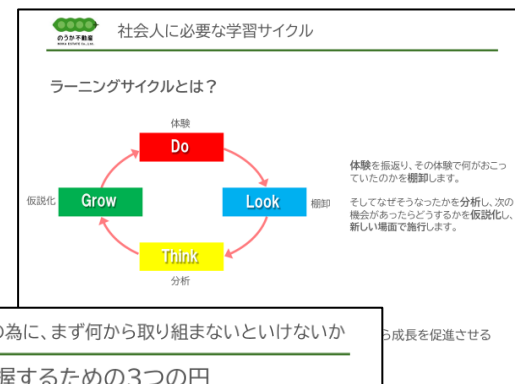 のうか不動産
社会人に必要な学習サイクル
ラーニングサイクルとは？
体験
Do
仮説化
Grow
Look
棚卸
Think
分析
体験を振返り、その体験で何がおこっ
ていたのかを棚卸します。
そしてなぜそうなったかを分析し、次の
機会があったらどうするかを仮説化し、
新しい場面で施行します。
の為に、まず何から取り組まないといけないか
ら成長を促進させる
握するための3つの円